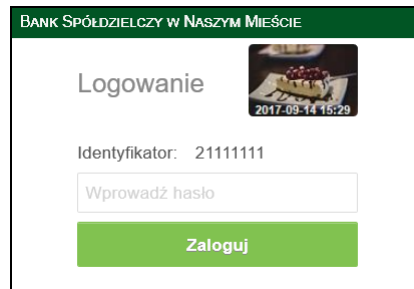 Bank Spółdzielczy w Naszym Mieście
Logowanie
2017-09-14 15:29
Identyfikator: 21111111
Wprowadź hasło
Zaloguj